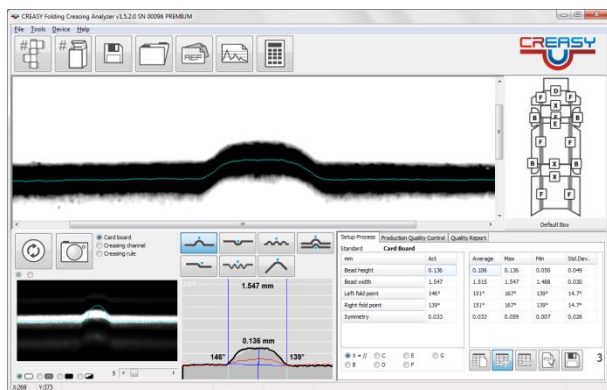 CREASY Folding Creasing Analyzer v1.5.2.0 SN 00096 PREMIUM
File Tools Device Help
# # REF
CREASY
D
F F
X
F
B E B
F F
X
B B
X
F F
Default Box
Card board
Creasing channel
Creasing rule
1.547 mm
0.136 mm
146° 139°
S
X:269 Y:373
Setup Process Production Quality Control Quality Report
Standard Card Board
mm Act Average Max Min Std.Dev.
Bead height 0.136 0.106 0.136 0.050 0.049
Bead width 1.547 1.515 1.547 1.488 0.030
Left fold point 146° 151° 167° 139° 14.7°
Right fold point 139° 151° 167° 139° 14.7°
Symmetry 0.033 0.033 0.059 0.007 0.026
X = // C E G
B D F
3